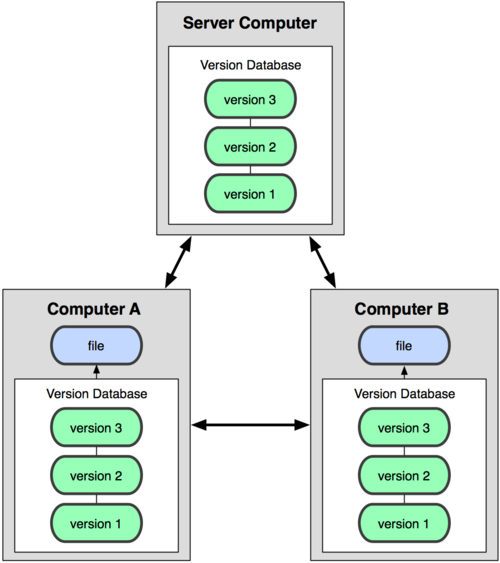 Server Computer
Version Database
version 3
version 2
version 1
Computer A
file
Version Database
version 3
version 2
version 1
Computer B
file
Version Database
version 3
version 2
version 1